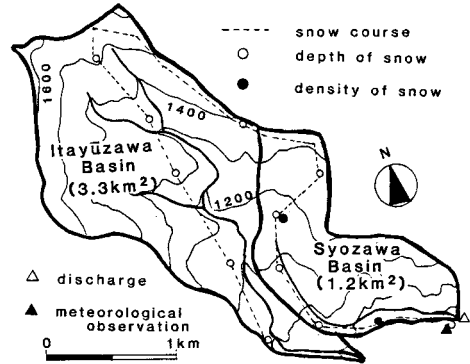 snow course
depth of snow
density of snow
1600
1400
Itayūzawa
Basin
(3.3km²)
1200
N
Syozawa
Basin
(1.2km²)
discharge
meteorological
observation
0 1km